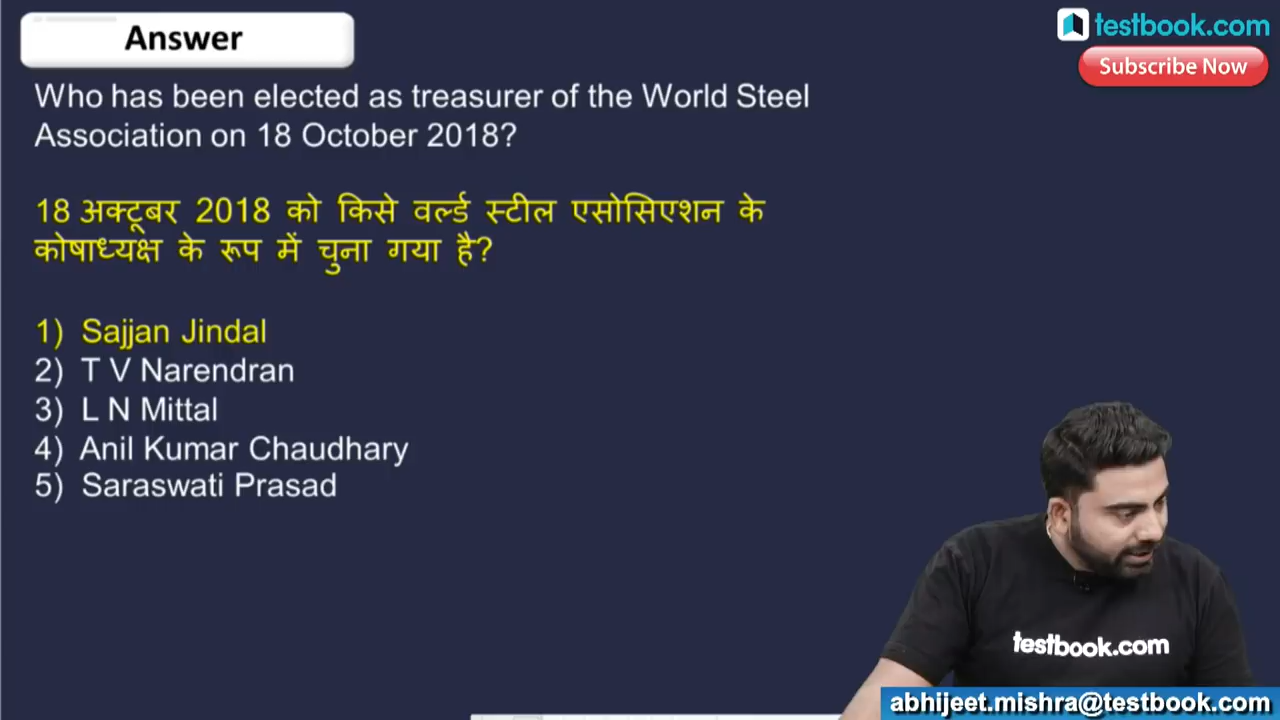 Answer
testbook.com
Subscribe Now
Who has been elected as treasurer of the World Steel
Association on 18 October 2018?
18 अक्टूबर 2018 को किसे वर्ल्ड स्टील एसोसिएशन के
कोषाध्यक्ष के रूप में चुना गया है?
1) Sajjan Jindal
2) T V Narendran
3) L N Mittal
4) Anil Kumar Chaudhary
5) Saraswati Prasad
testbook.com
abhijeet.mishra@testbook.com